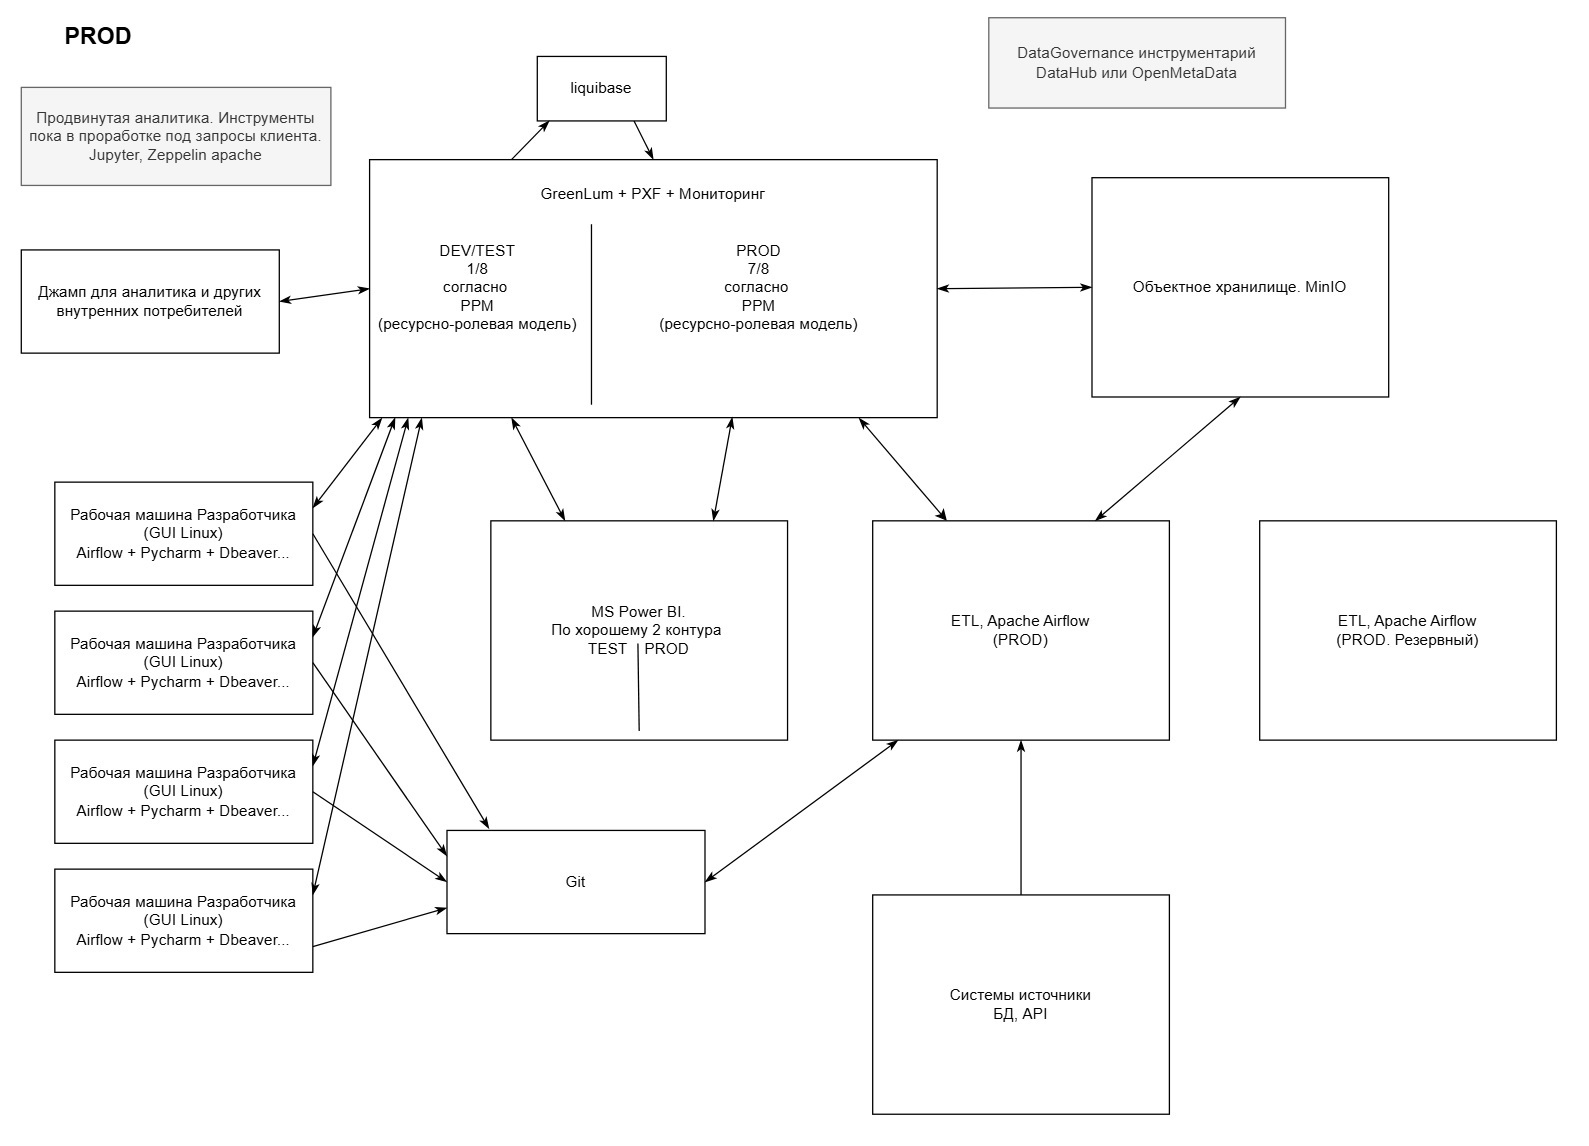 PROD
DataGovernance инструментарий
DataHub или OpenMetaData
liquibase
Продвинутая аналитика. Инструменты
пока в проработке под запросы клиента.
Jupyter, Zeppelin apache
GreenLum + PXF + Мониторинг
DEV/TEST
1/8
согласно
РРМ
(ресурсно-ролевая модель)
PROD
7/8
согласно
РРМ
(ресурсно-ролевая модель)
Объектное хранилище. MinIO
Джамп для аналитика и других
внутренних потребителей
Рабочая машина Разработчика
(GUI Linux)
Airflow + Pycharm + Dbeaver...
Рабочая машина Разработчика
(GUI Linux)
Airflow + Pycharm + Dbeaver...
Рабочая машина Разработчика
(GUI Linux)
Airflow + Pycharm + Dbeaver...
Рабочая машина Разработчика
(GUI Linux)
Airflow + Pycharm + Dbeaver...
MS Power BI.
По хорошему 2 контура
TEST PROD
ETL, Apache Airflow
(PROD)
ETL, Apache Airflow
(PROD. Резервный)
Git
Системы источники
БД, API